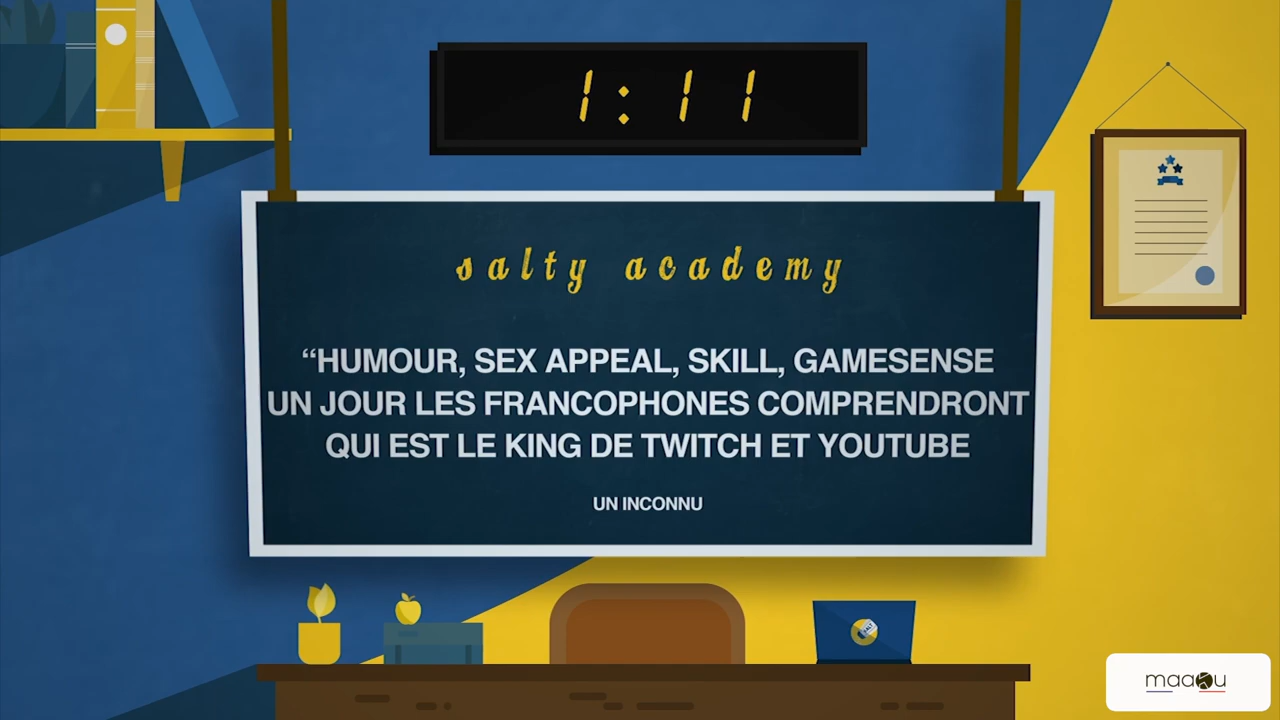 1:11
salty academy
“HUMOUR, SEX APPEAL, SKILL, GAMESENSE
UN JOUR LES FRANCOPHONES COMPRENDRONT
QUI EST LE KING DE TWITCH ET YOUTUBE
UN INCONNU
maaku